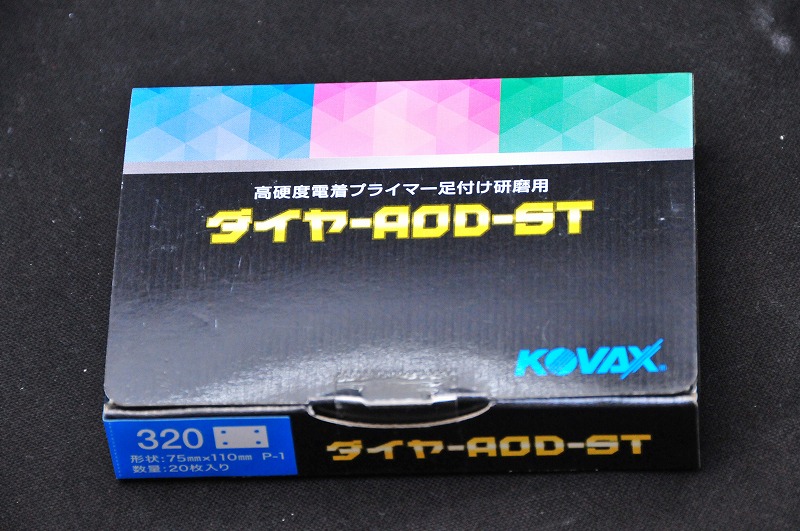 高硬度電着プライマー足付け研磨用
ダイヤ-AOD-ST
KOVAX
320
形状:75mm×110mm P-1
数量:20枚入り
ダイヤ-AOD-ST